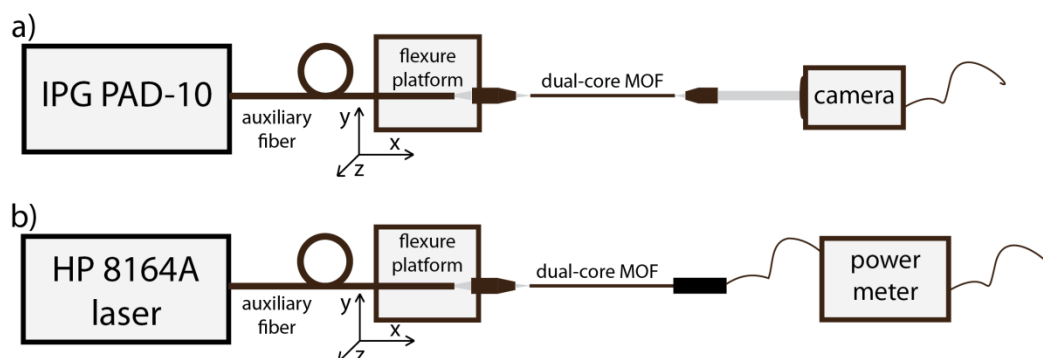 a)
IPG PAD-10
auxiliary
fiber
flexure
platform
y
x
z
dual-core MOF
camera
b)
HP 8164A
laser
auxiliary
fiber
flexure
platform
y
x
z
dual-core MOF
power
meter